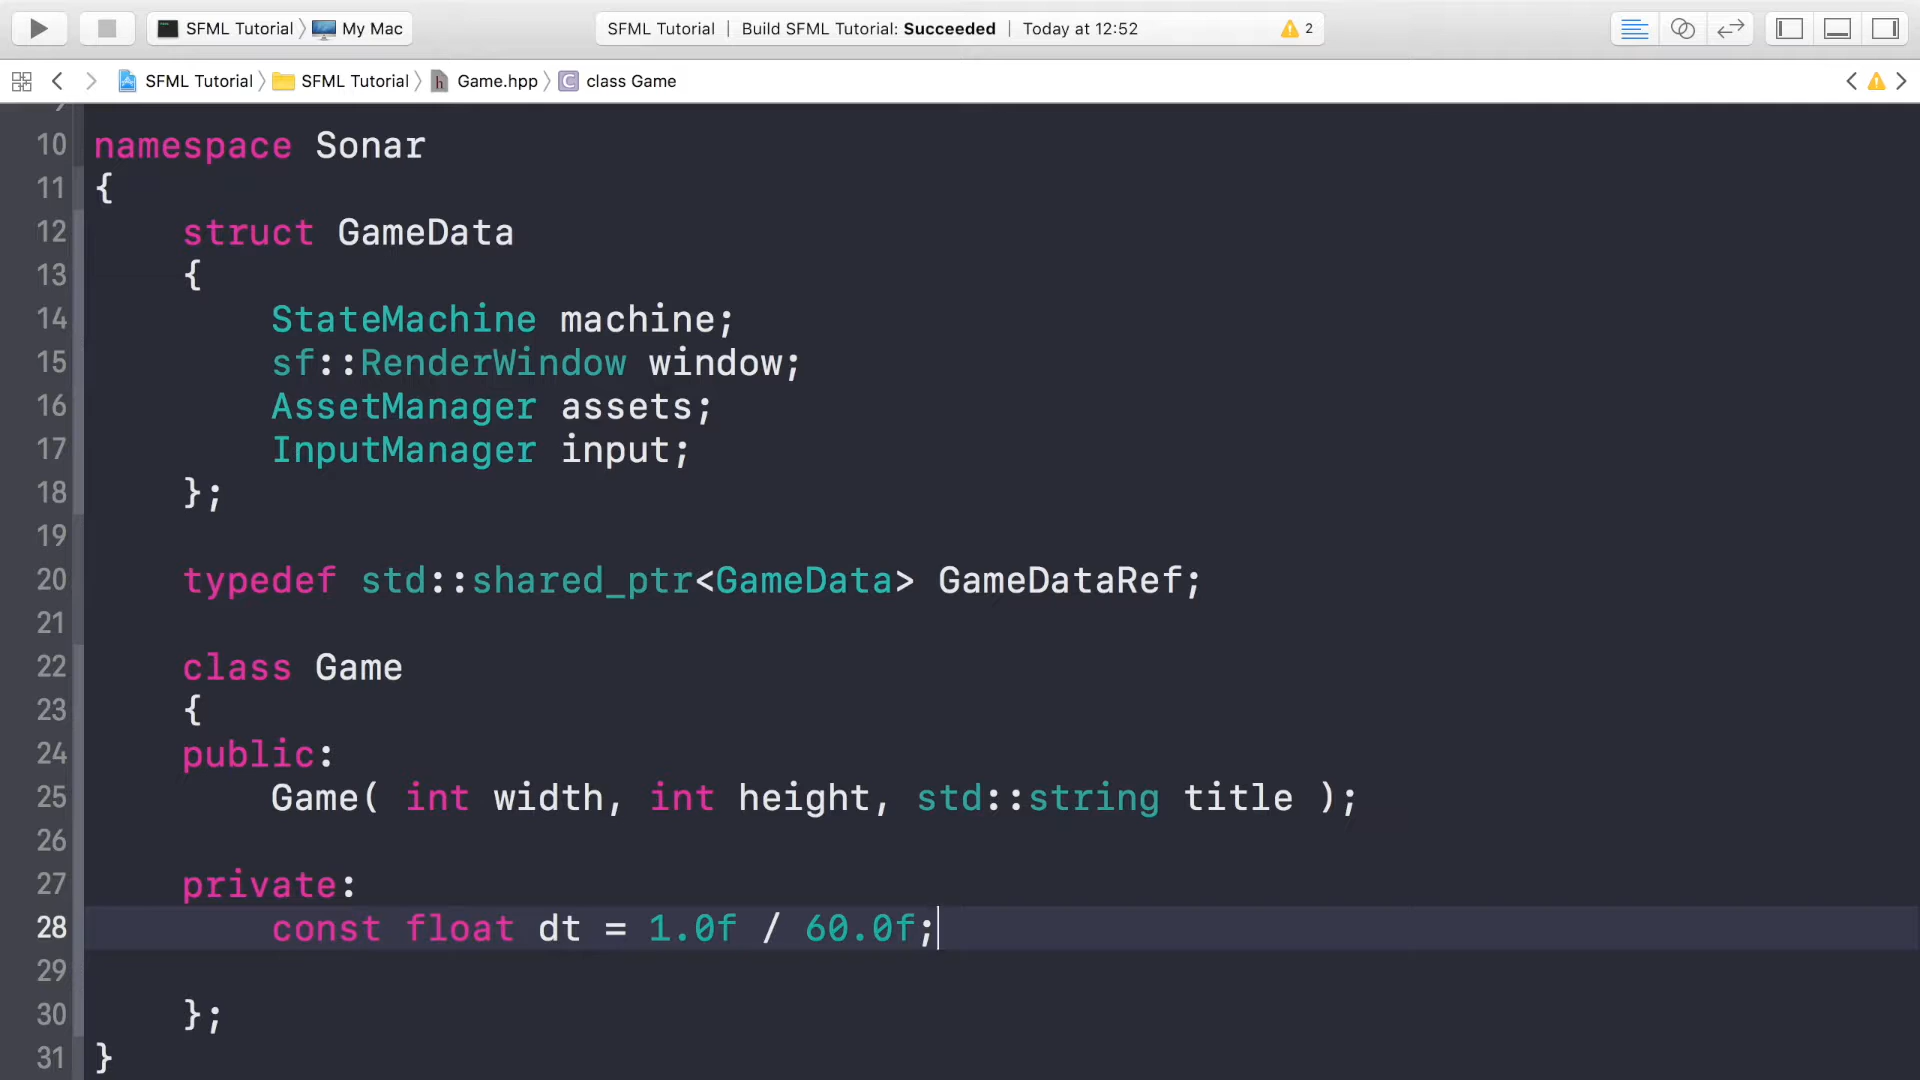 SFML Tutorial My Mac SFML Tutorial | Build SFML Tutorial: Succeeded | Today at 12:52 2
SFML Tutorial SFML Tutorial h Game.hpp C class Game
10 namespace Sonar
11 {
12 struct GameData
13 {
14 StateMachine machine;
15 sf::RenderWindow window;
16 AssetManager assets;
17 InputManager input;
18 };
19
20 typedef std::shared_ptr<GameData> GameDataRef;
21
22 class Game
23 {
24 public:
25 Game( int width, int height, std::string title );
26
27 private:
28 const float dt = 1.0f / 60.0f;
29
30 };
31 }